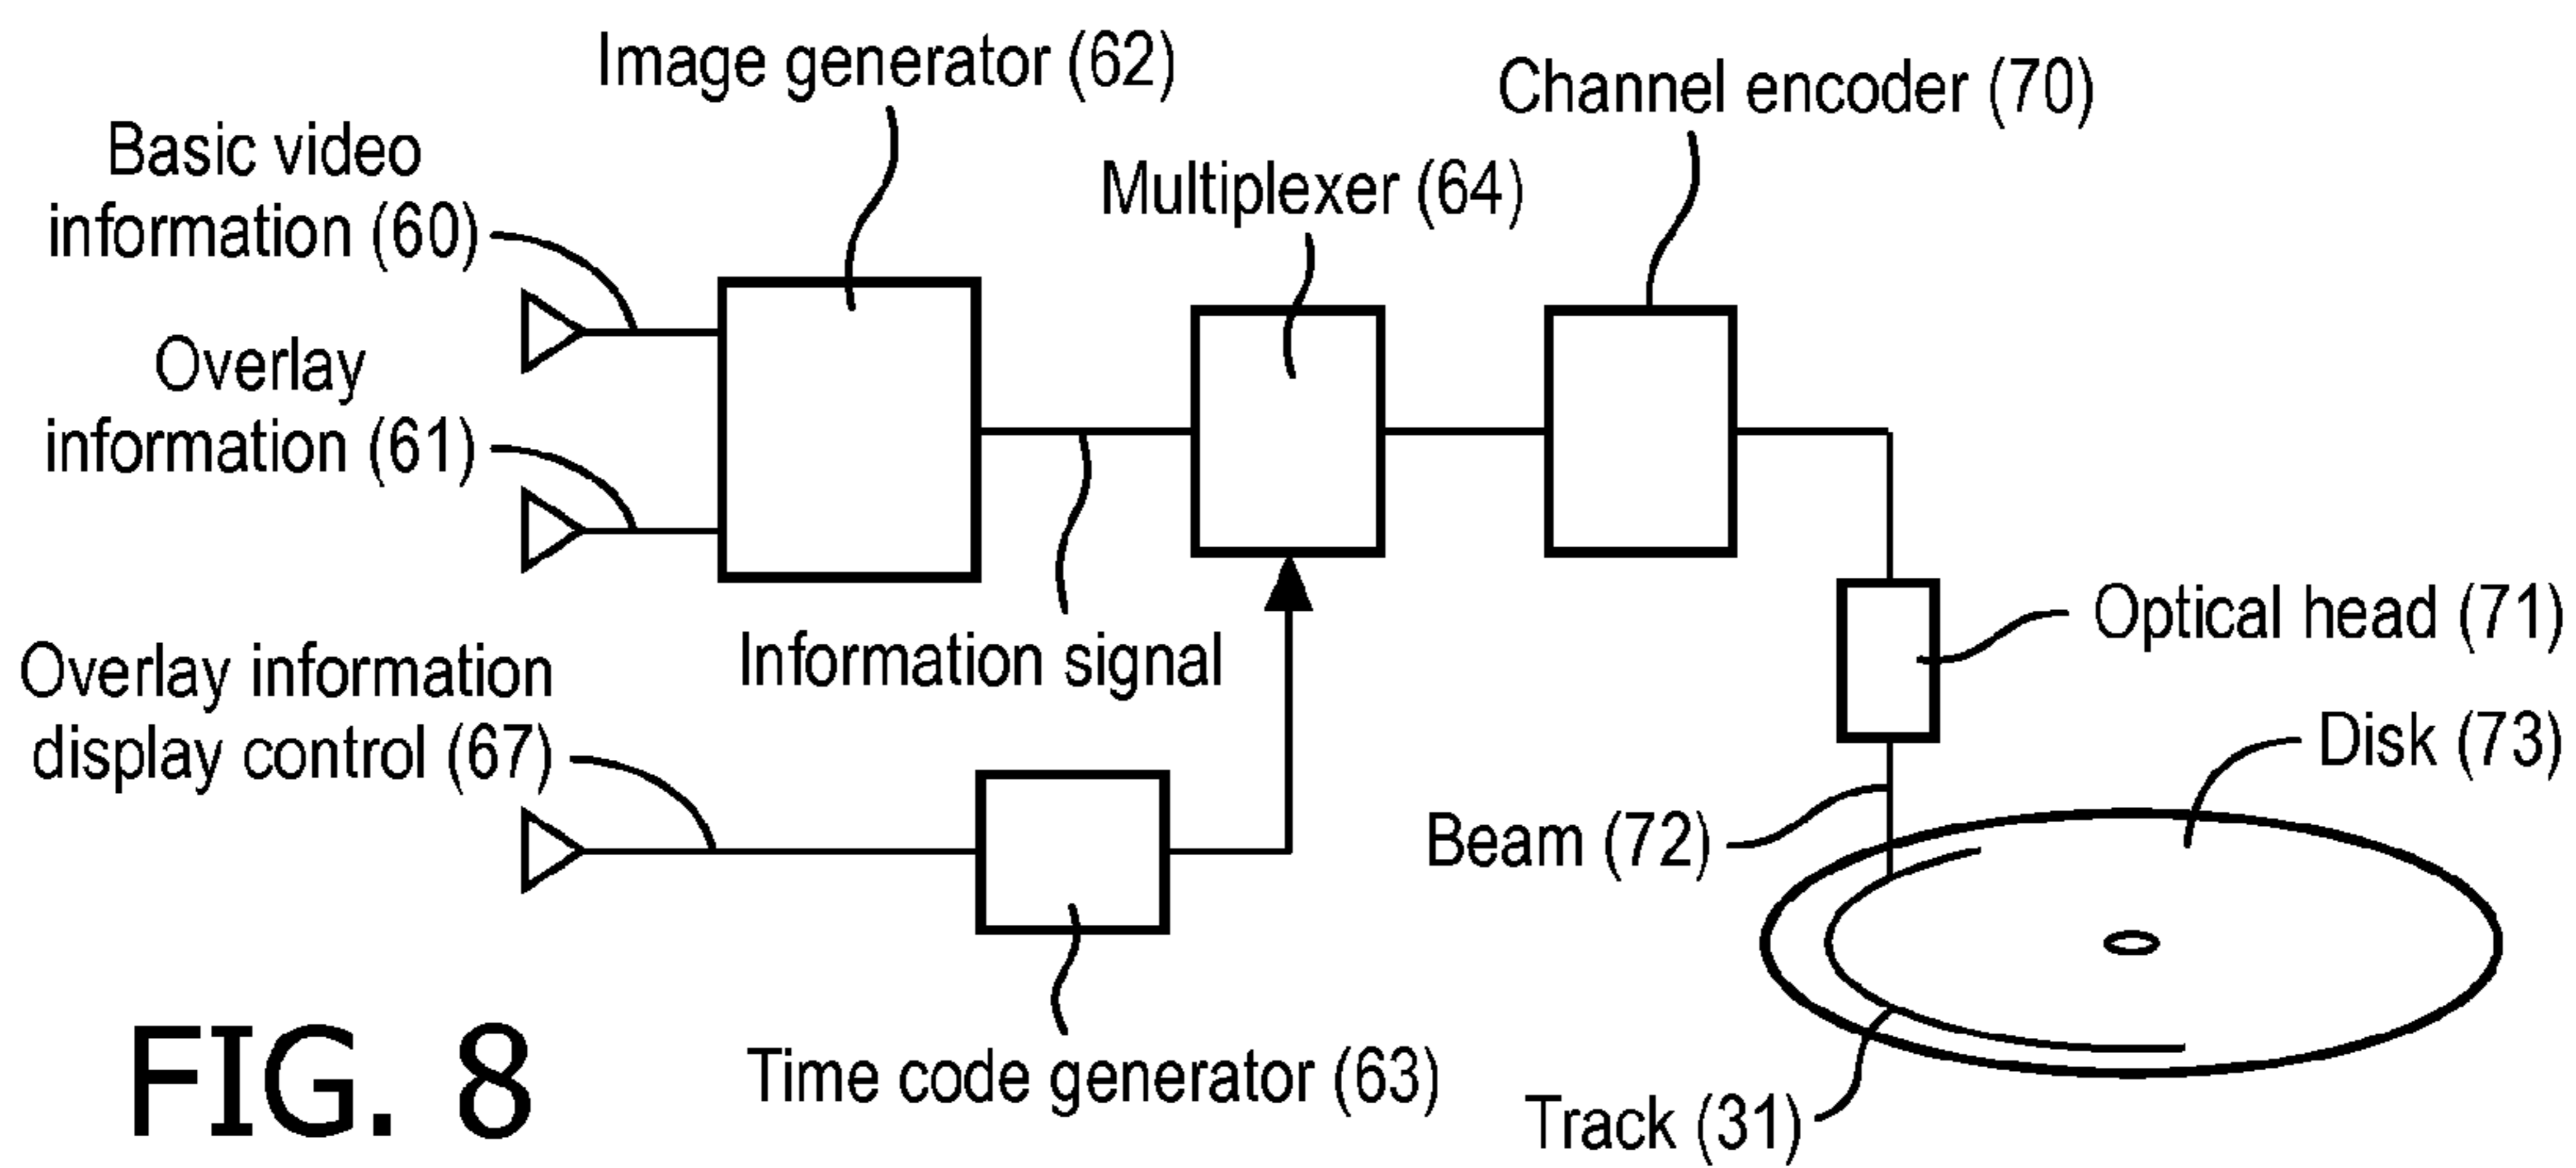 Image generator (62)
Channel encoder (70)
Basic video
information (60)
Multiplexer (64)
Overlay
information (61)
Information signal
Optical head (71)
Overlay information
display control (67)
Disk (73)
Beam (72)
Time code generator (63)
Track (31)
FIG. 8